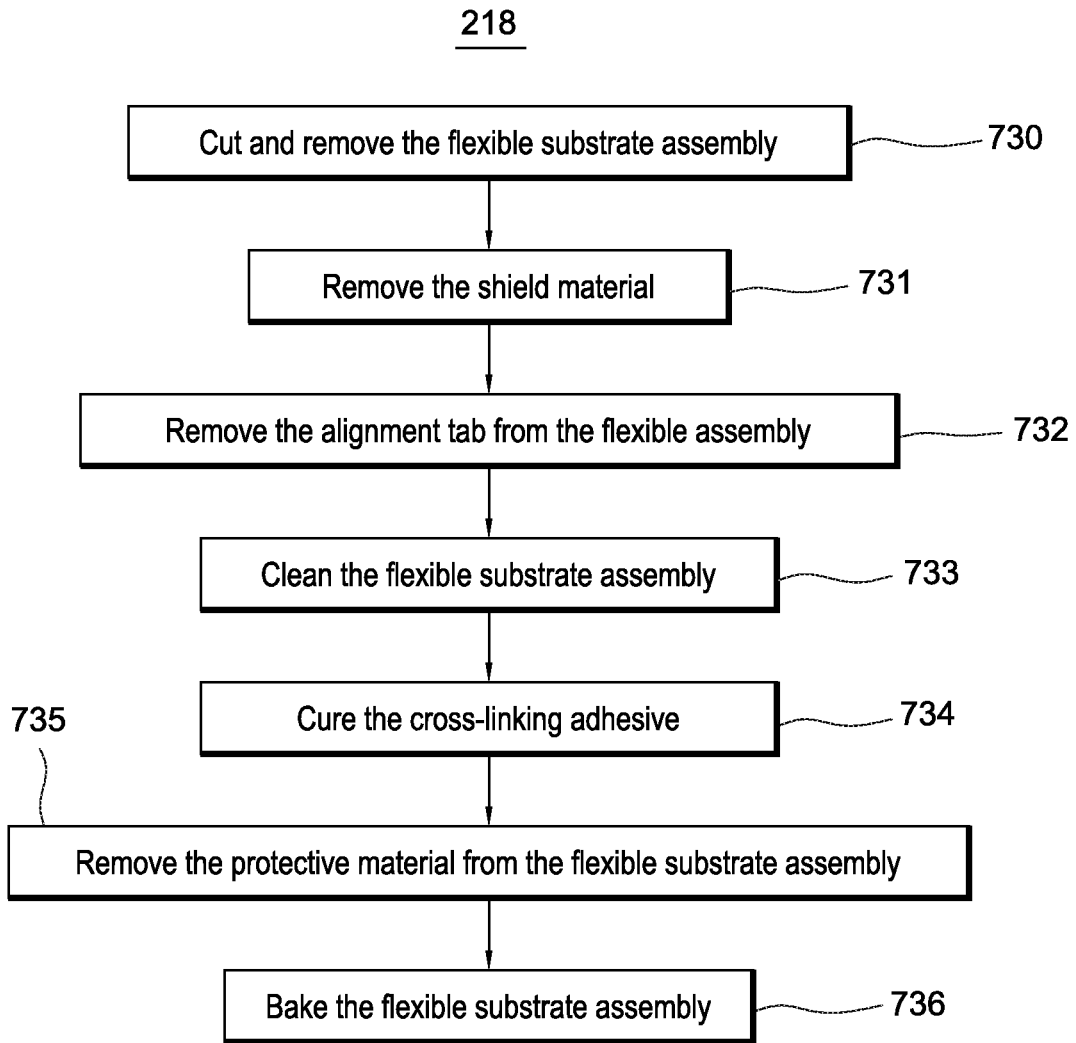 218
Cut and remove the flexible substrate assembly
730
Remove the shield material
731
Remove the alignment tab from the flexible assembly
732
Clean the flexible substrate assembly
733
Cure the cross-linking adhesive
734
735
Remove the protective material from the flexible substrate assembly
Bake the flexible substrate assembly
736